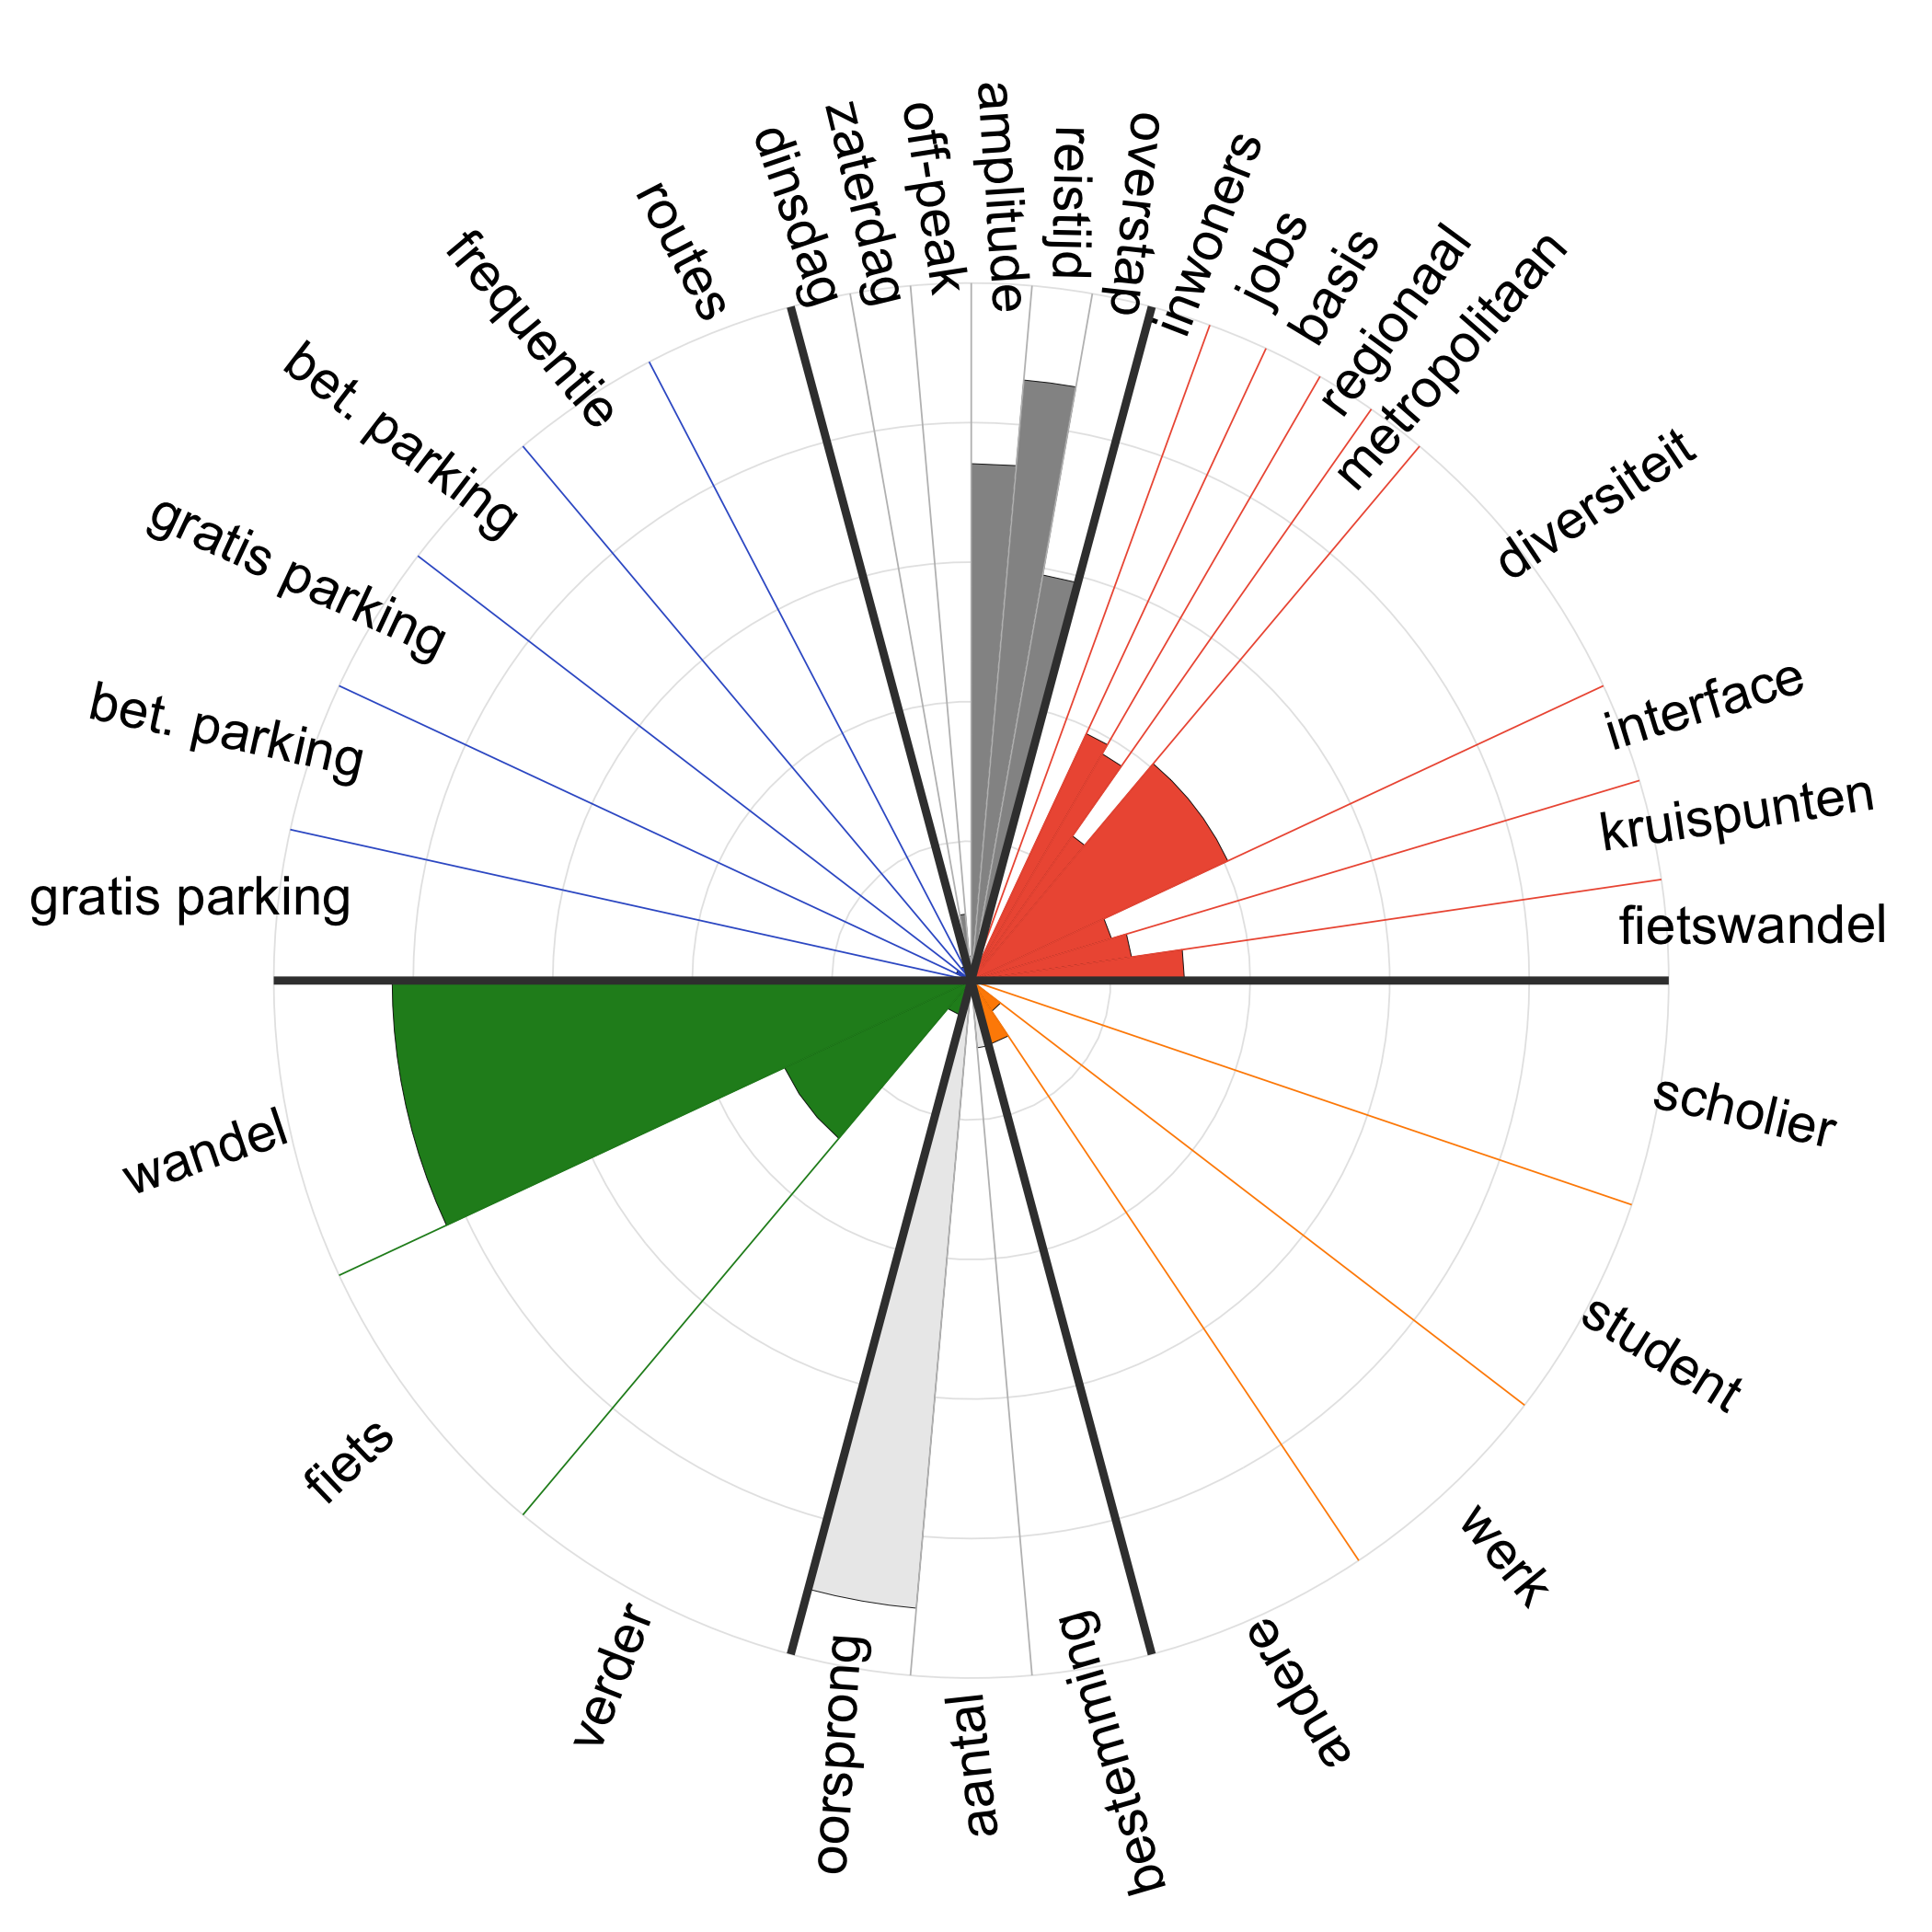 dinsdag
zaterdag
off-peak
amplitude
reistijd
overstap
inwoners
jobs
basis
regionaal
metropolitaan
diversiteit
interface
kruispunten
fietswandel
scholier
student
werk
andere
bestemming
aantal
oorsprong
verder
fiets
wandel
gratis parking
bet. parking
gratis parking
bet. parking
frequentie
routes